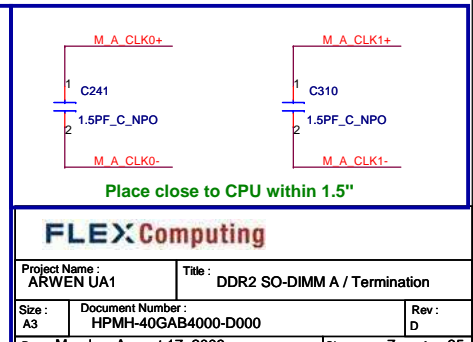 M_A_CLK0+
M_A_CLK1+
1
C241
1
C310
1.5PF_C_NPO
1.5PF_C_NPO
2
2
M_A_CLK0-
M_A_CLK1-
Place close to CPU within 1.5"
FLEX Computing
Project Name :
ARWEN UA1
Title :
DDR2 SO-DIMM A / Termination
Size :
A3
Document Number :
HPMH-40GAB4000-D000
Rev :
D